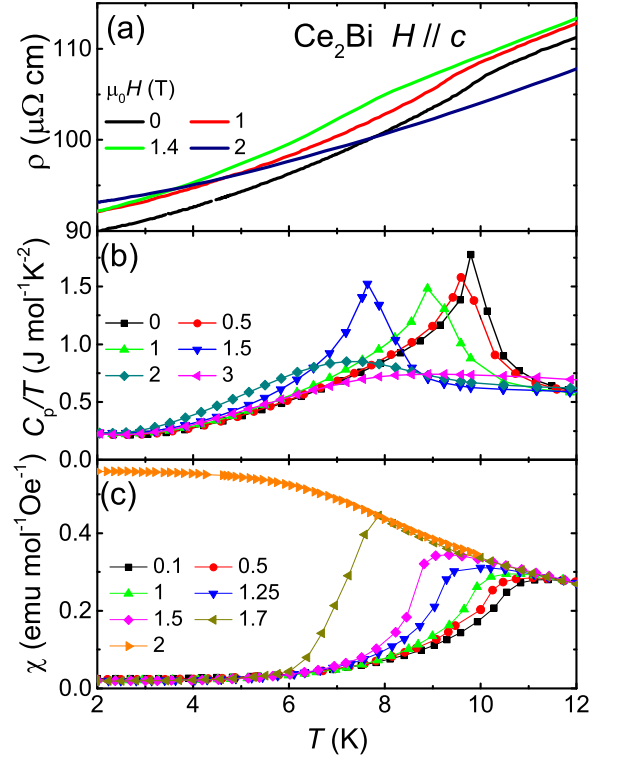 (a) Ce₂Bi H // c
μ₀H (T)
0 1
1.4 2
ρ (μΩ cm)
110
100
90
(b)
0 0.5
1 1.5
2 3
Cₚ/T (J mol⁻¹K⁻²)
1.5
1.0
0.5
0.0
(c)
0.1 0.5
1 1.25
1.5 1.7
2
χ (emu mol⁻¹Oe⁻¹)
0.4
0.2
0.0
2 4 6 8 10 12
T (K)